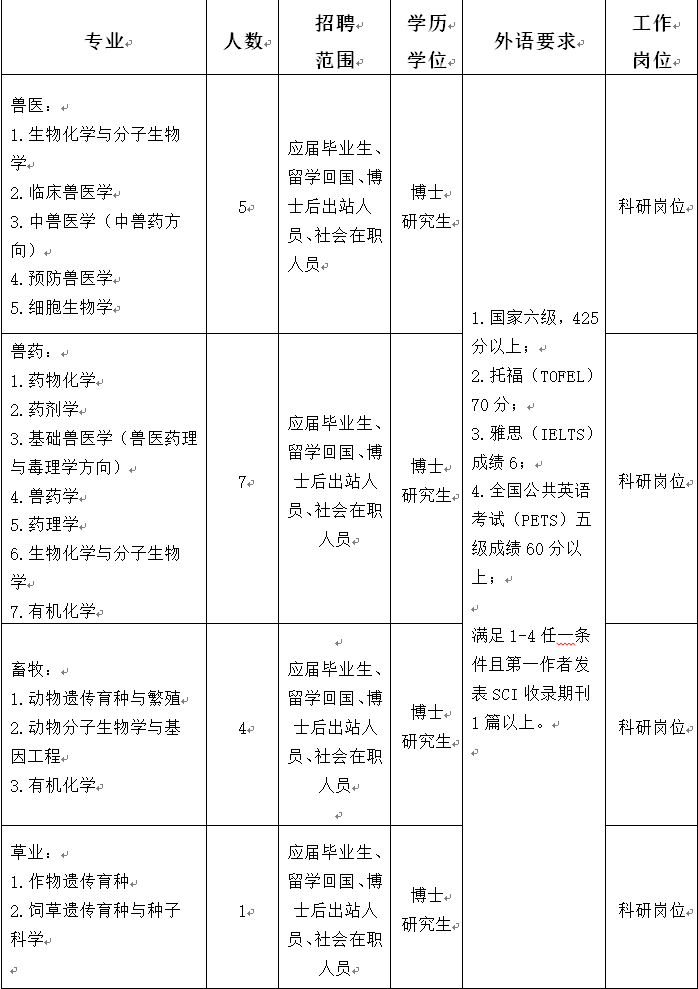 专业
人数
招聘
范围
学历
学位
外语要求
工作
岗位
兽医：
1.生物化学与分子生物
学
2.临床兽医学
3.中兽医学（中兽药方
向）
4.预防兽医学
5.细胞生物学
5
应届毕业生、
留学回国、博
士后出站人
员、社会在职
人员
博士
研究生
1.国家六级，425
分以上；
2.托福（TOFEL）
70分；
3.雅思（IELTS）
成绩6；
4.全国公共英语
考试（PETS）五
级成绩60分以
上；
满足1-4任一条
件且第一作者发
表SCI收录期刊
1篇以上。
科研岗位
兽药：
1.药物化学
2.药剂学
3.基础兽医学（兽医药理
与毒理学方向）
4.兽药学
5.药理学
6.生物化学与分子生物
学
7.有机化学
7
应届毕业生、
留学回国、博
士后出站人
员、社会在职
人员
博士
研究生
科研岗位
畜牧：
1.动物遗传育种与繁殖
2.动物分子生物学与基
因工程
3.有机化学
4
应届毕业生、
留学回国、博
士后出站人
员、社会在职
人员
博士
研究生
科研岗位
草业：
1.作物遗传育种
2.饲草遗传育种与种子
科学
1
应届毕业生、
留学回国、博
士后出站人
员、社会在职
人员
博士
研究生
科研岗位